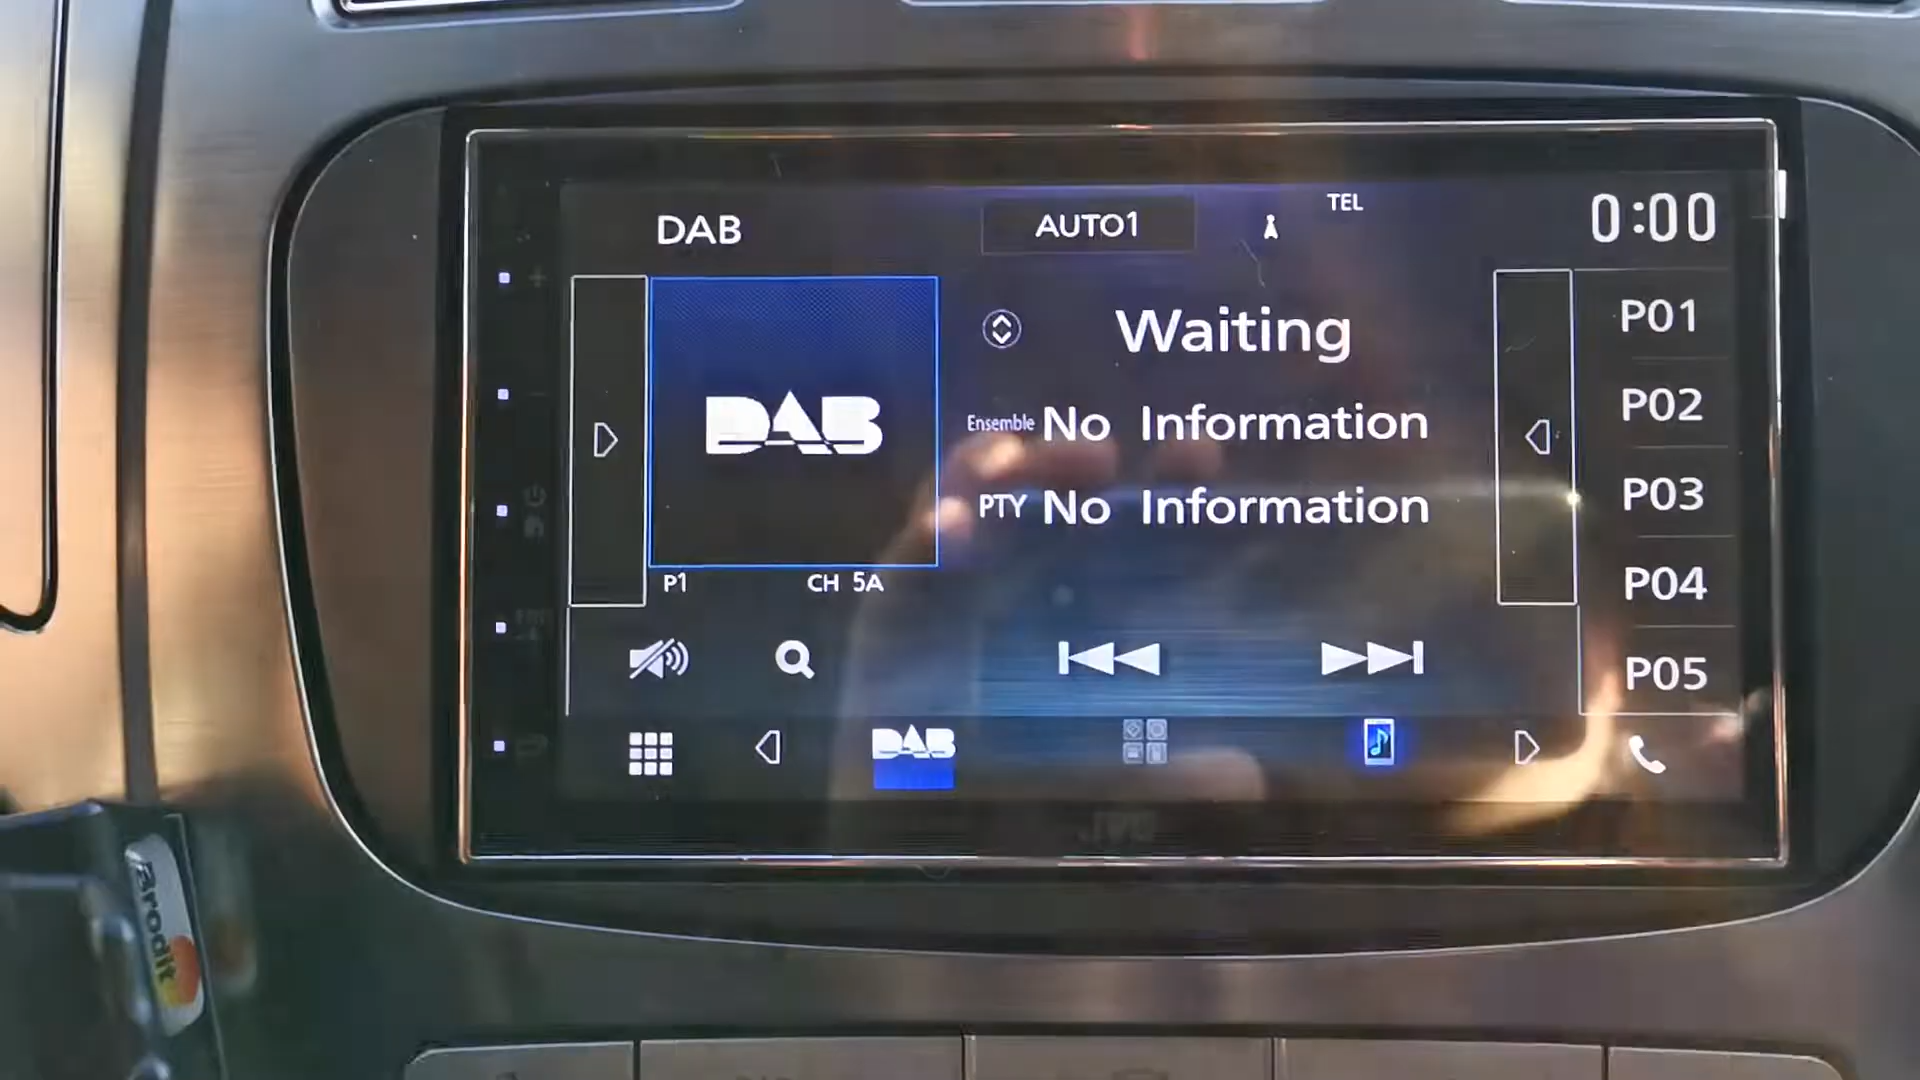 DAB
AUTO1
TEL
0:00
DAB
Waiting
Ensemble No Information
PTY No Information
P1
CH 5A
P01
P02
P03
P04
P05
DAB
JVC
arodit